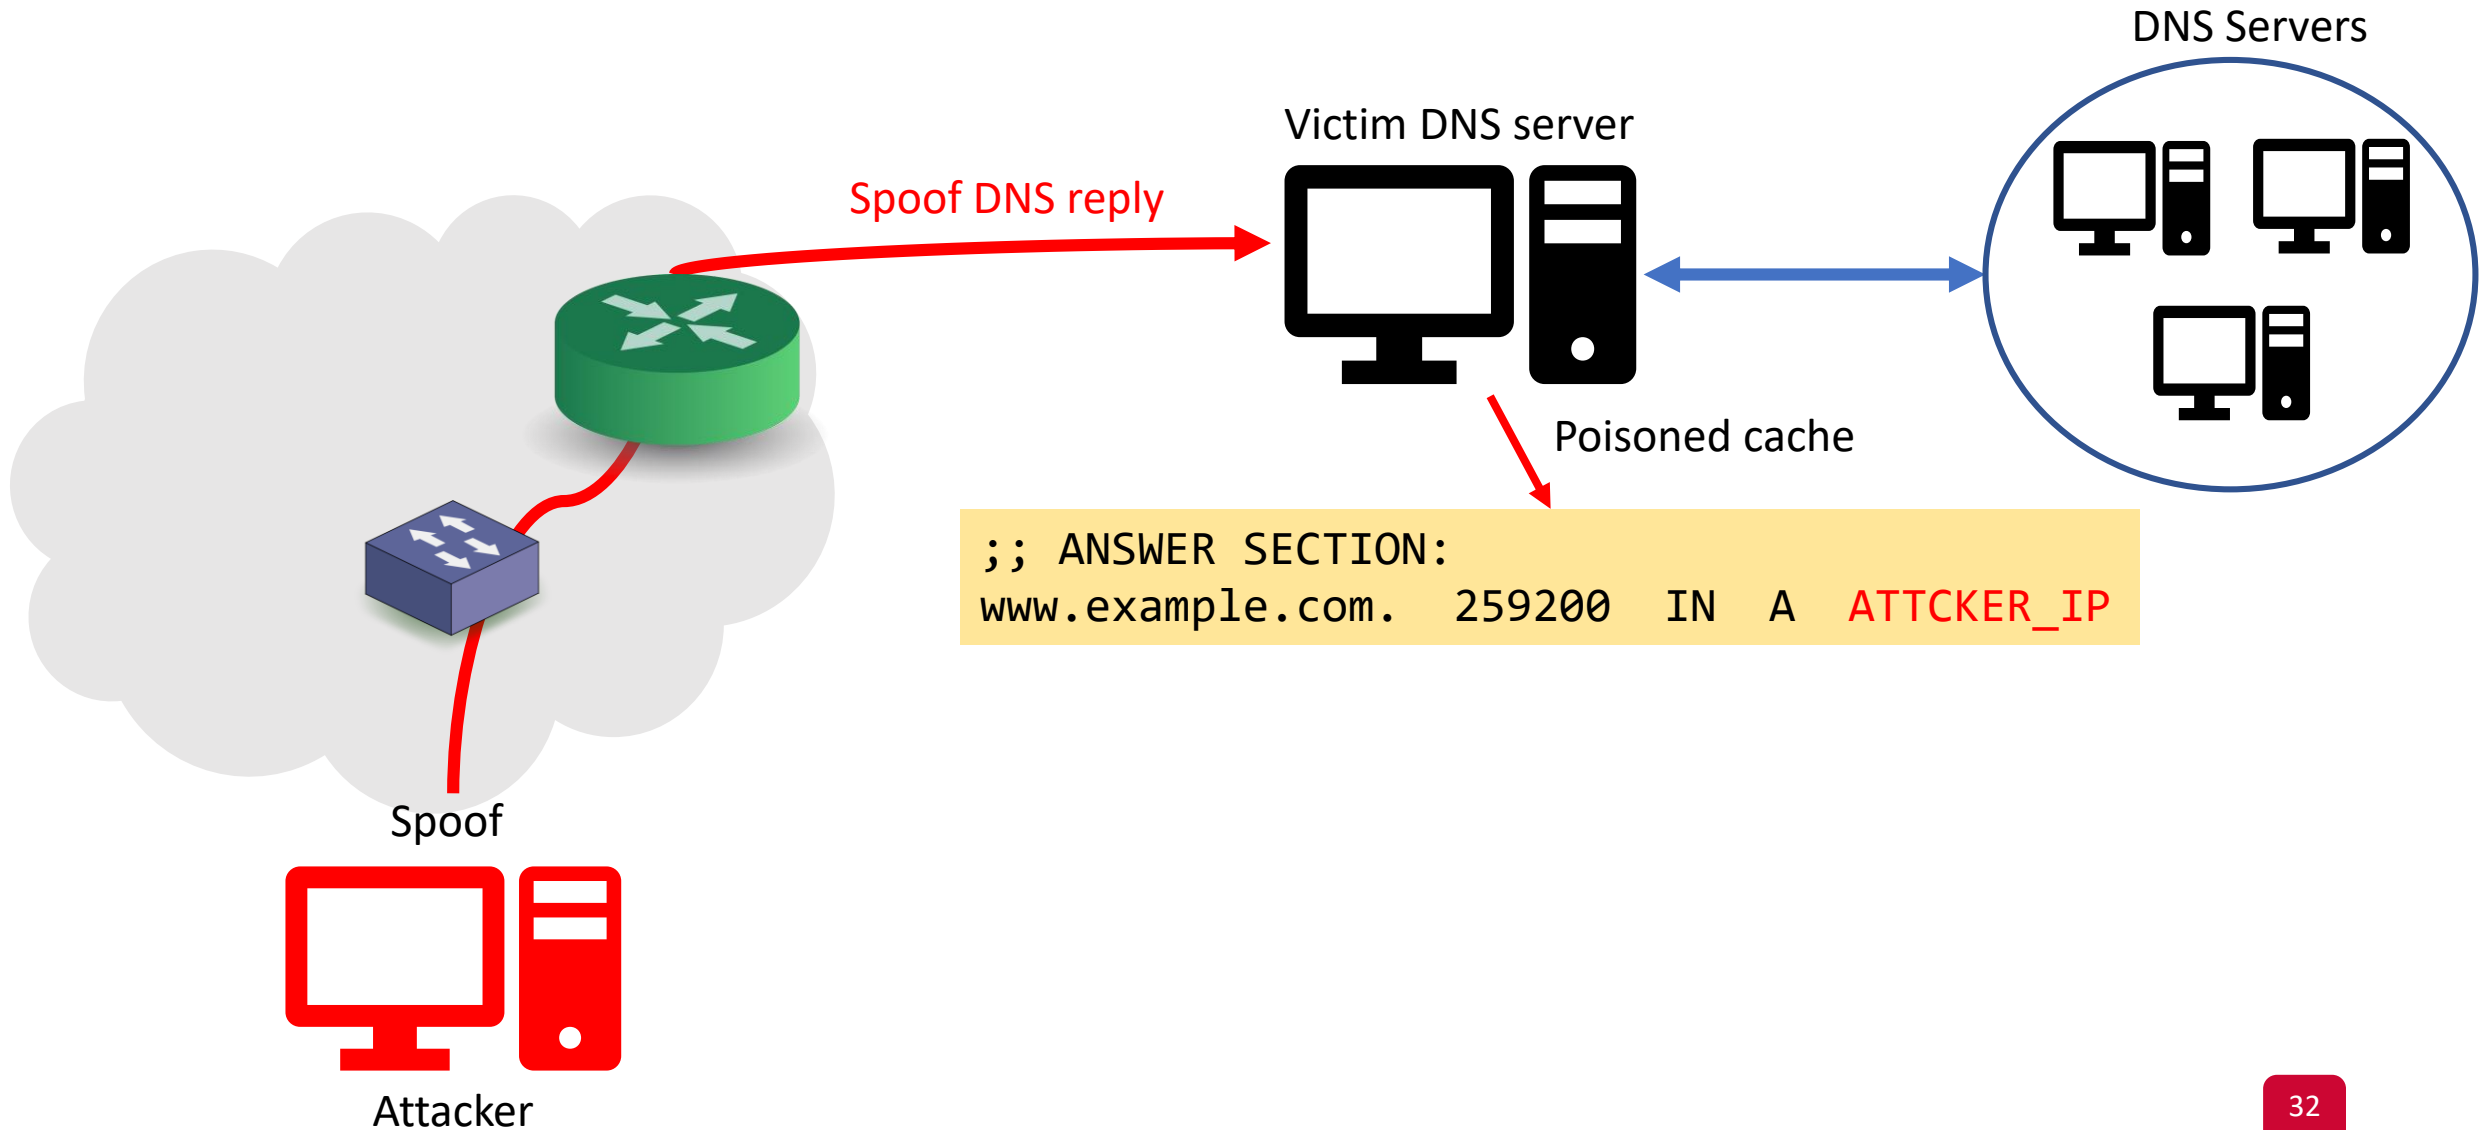 DNS Servers
Victim DNS server
Spoof DNS reply
Poisoned cache
;; ANSWER SECTION:
www.example.com. 259200 IN A ATTCKER_IP
Spoof
Attacker
32